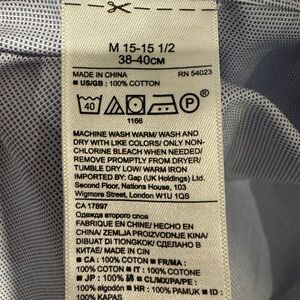 M 15-15 1/2
38-40CM
MADE IN CHINA RN 54023
■ US/GB : 100% COTTON
40 P
1166
MACHINE WASH WARM/ WASH AND
DRY WITH LIKE COLORS/ ONLY NON-
CHLORINE BLEACH WHEN NEEDED/
REMOVE PROMPTLY FROM DRYER/
TUMBLE DRY LOW/ WARM IRON
IMPORTED BY: Gap (UK Holdings) Ltd.
Second Floor, Nations House, 103
Wigmore Street, London W1U 1QS
CA 17897
Одежда второго слоя
FABRIQUE EN CHINE/ HECHO EN
CHINA/ ZEMLJA PROIZVODNJE KINA/
DIBUAT DI TIONGKOK/ СДЕЛАНО В
КИТАЕ/ MADE IN CIN
■ CA : 100% COTON ■ FR/MA :
100% COTON ■ IT : 100% COTONE
■ JP : 100% 綿 ■ CL/MX/PA/PE :
100% algodón ■ HR : 100% PAMUK ■ ID :
100% KAPAS